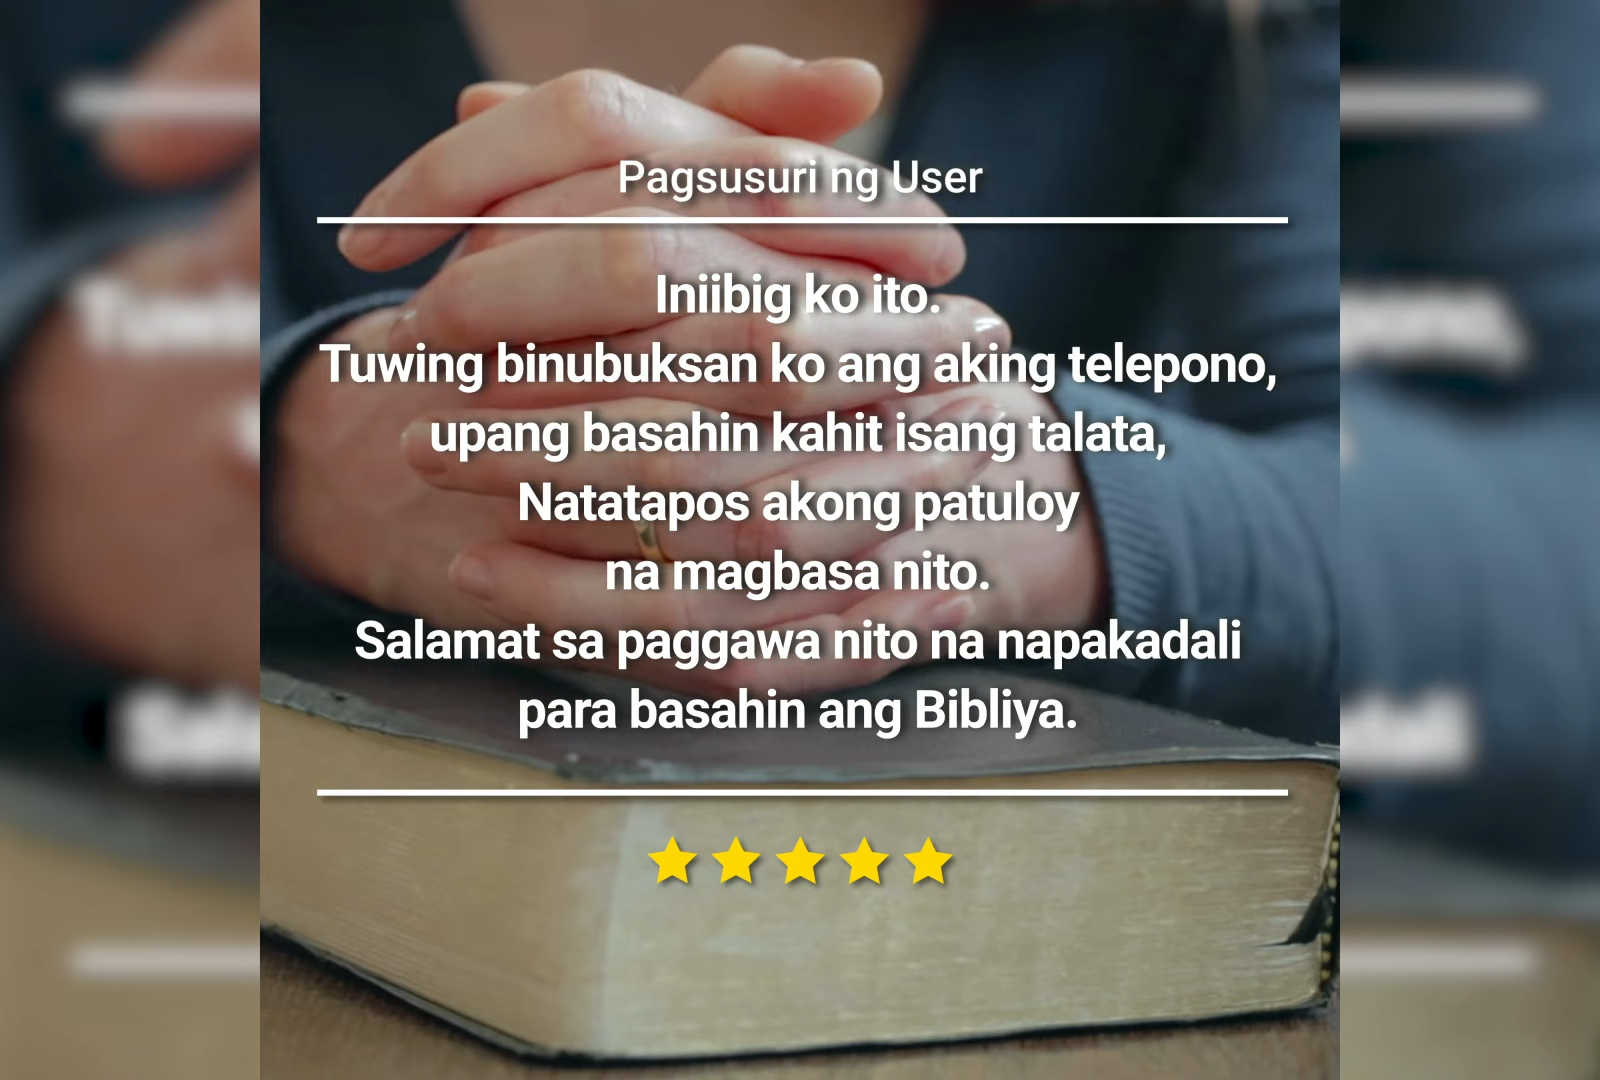 Pagsusuri ng User
Iniibig ko ito.
Tuwing binubuksan ko ang aking telepono,
upang basahin kahit isang talata,
Natatapos akong patuloy
na magbasa nito.
Salamat sa paggawa nito na napakadali
para basahin ang Bibliya.